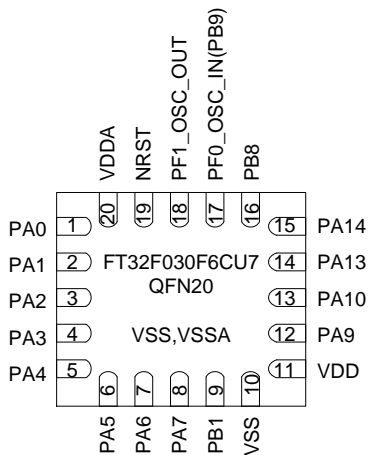 VDDA
NRST
PF1_OSC_OUT
PF0_OSC_IN(PB9)
PB8
20
19
18
17
16
PA0 1
PA1 2
PA2 3
PA3 4
PA4 5
FT32F030F6CU7
QFN20
VSS,VSSA
15 PA14
14 PA13
13 PA10
12 PA9
11 VDD
6
7
8
9
10
PA5
PA6
PA7
PB1
VSS